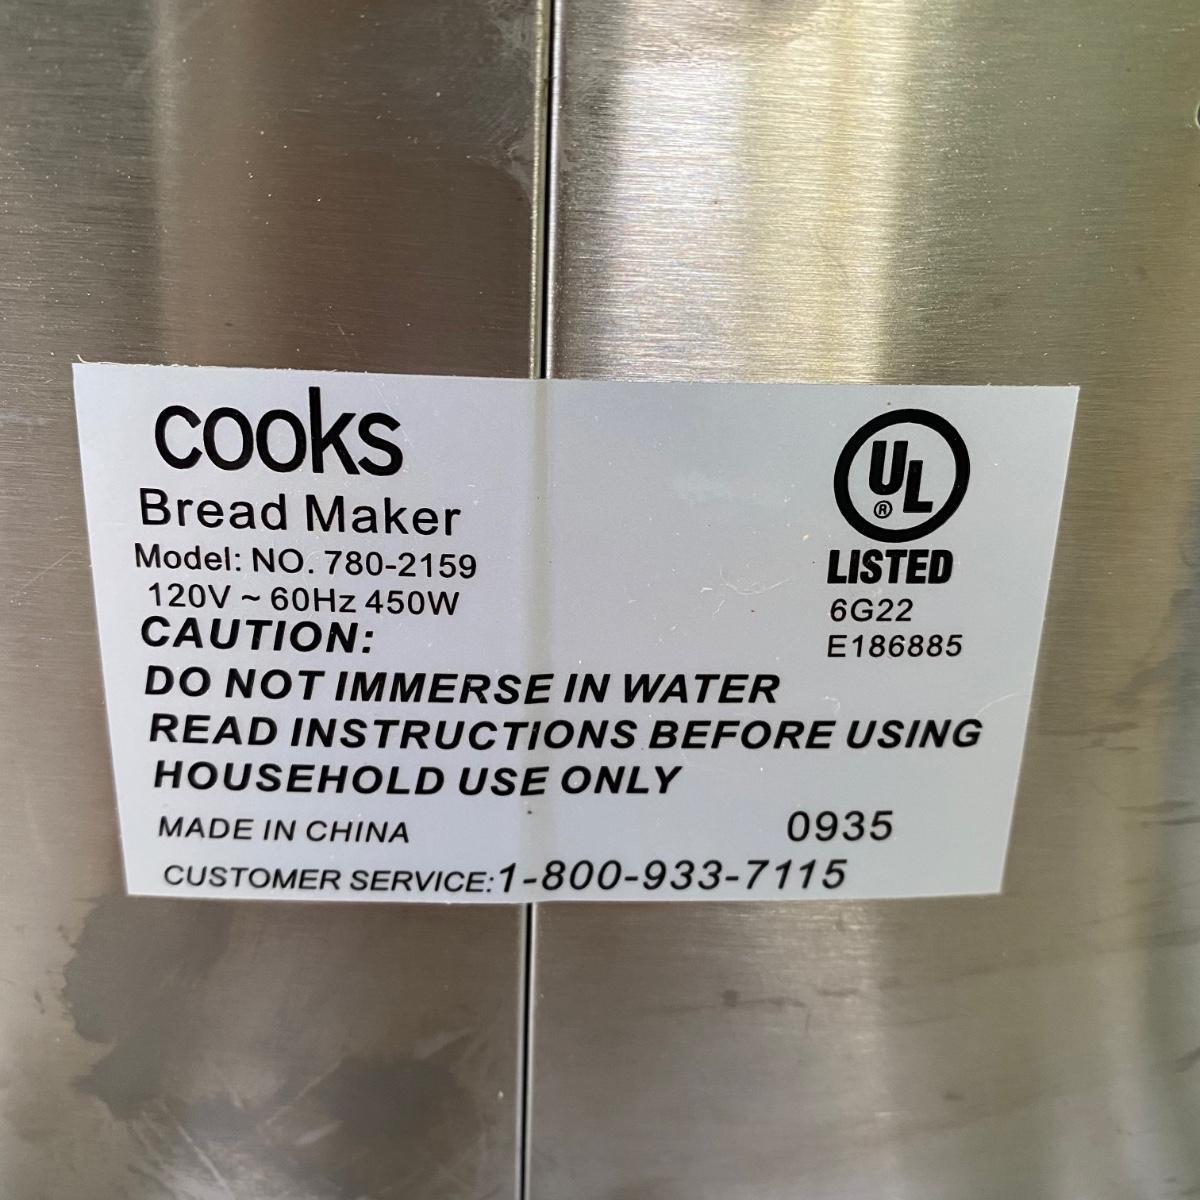 cooks
Bread Maker
Model: NO. 780-2159
120V ~ 60Hz 450W
UL
®
LISTED
6G22
E186885
CAUTION:
DO NOT IMMERSE IN WATER
READ INSTRUCTIONS BEFORE USING
HOUSEHOLD USE ONLY
MADE IN CHINA
0935
CUSTOMER SERVICE:1-800-933-7115